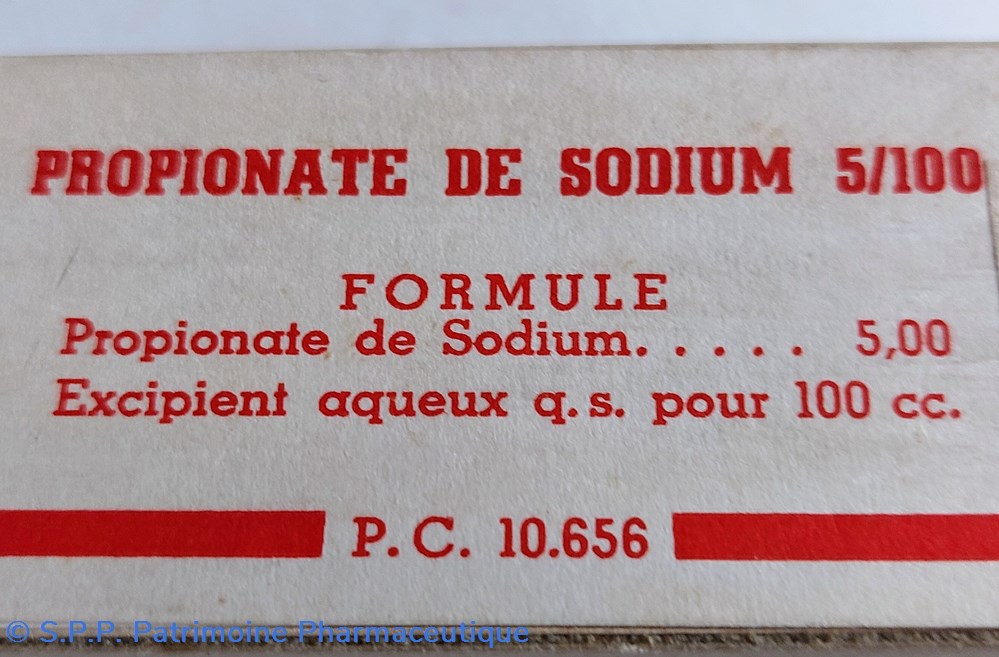 PROPIONATE DE SODIUM 5/100
FORMULE
Propionate de Sodium. . . . . 5,00
Excipient aqueux q.s. pour 100 cc.
P.C. 10.656
© S.P.P. Patrimoine Pharmaceutique